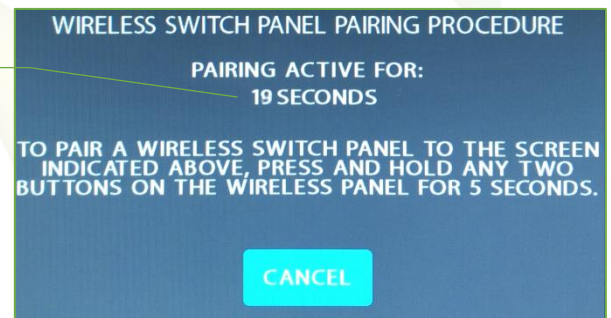 WIRELESS SWITCH PANEL PAIRING PROCEDURE
PAIRING ACTIVE FOR:
19 SECONDS
TO PAIR A WIRELESS SWITCH PANEL TO THE SCREEN
INDICATED ABOVE, PRESS AND HOLD ANY TWO
BUTTONS ON THE WIRELESS PANEL FOR 5 SECONDS.
CANCEL